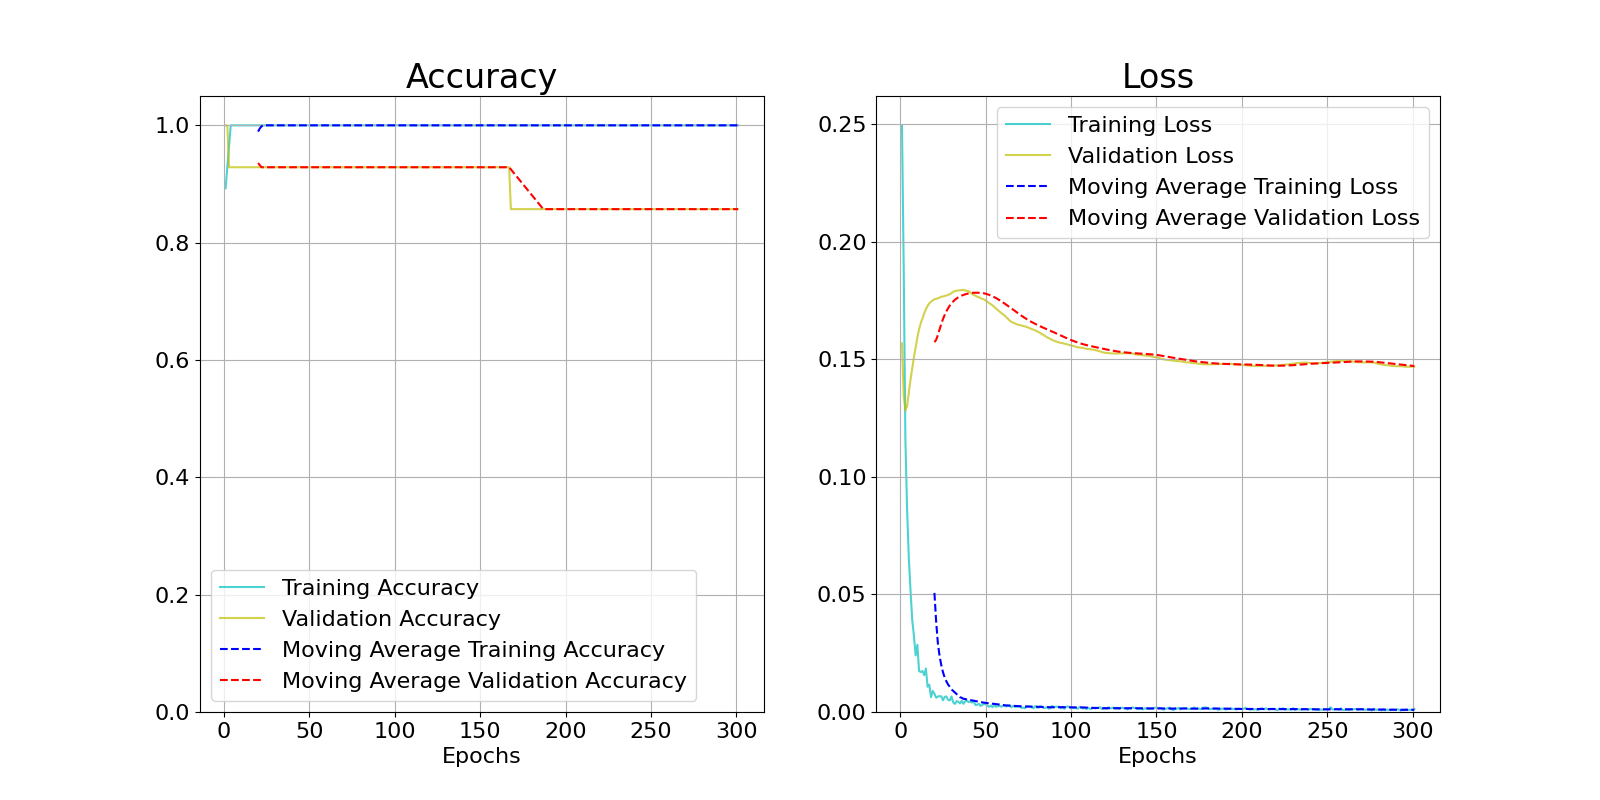 Accuracy
1.0
0.8
0.6
0.4
0.2
0.0
Training Accuracy
Validation Accuracy
Moving Average Training Accuracy
Moving Average Validation Accuracy
0 50 100 150 200 250 300
Epochs
Loss
0.25
0.20
0.15
0.10
0.05
0.00
Training Loss
Validation Loss
Moving Average Training Loss
Moving Average Validation Loss
0 50 100 150 200 250 300
Epochs